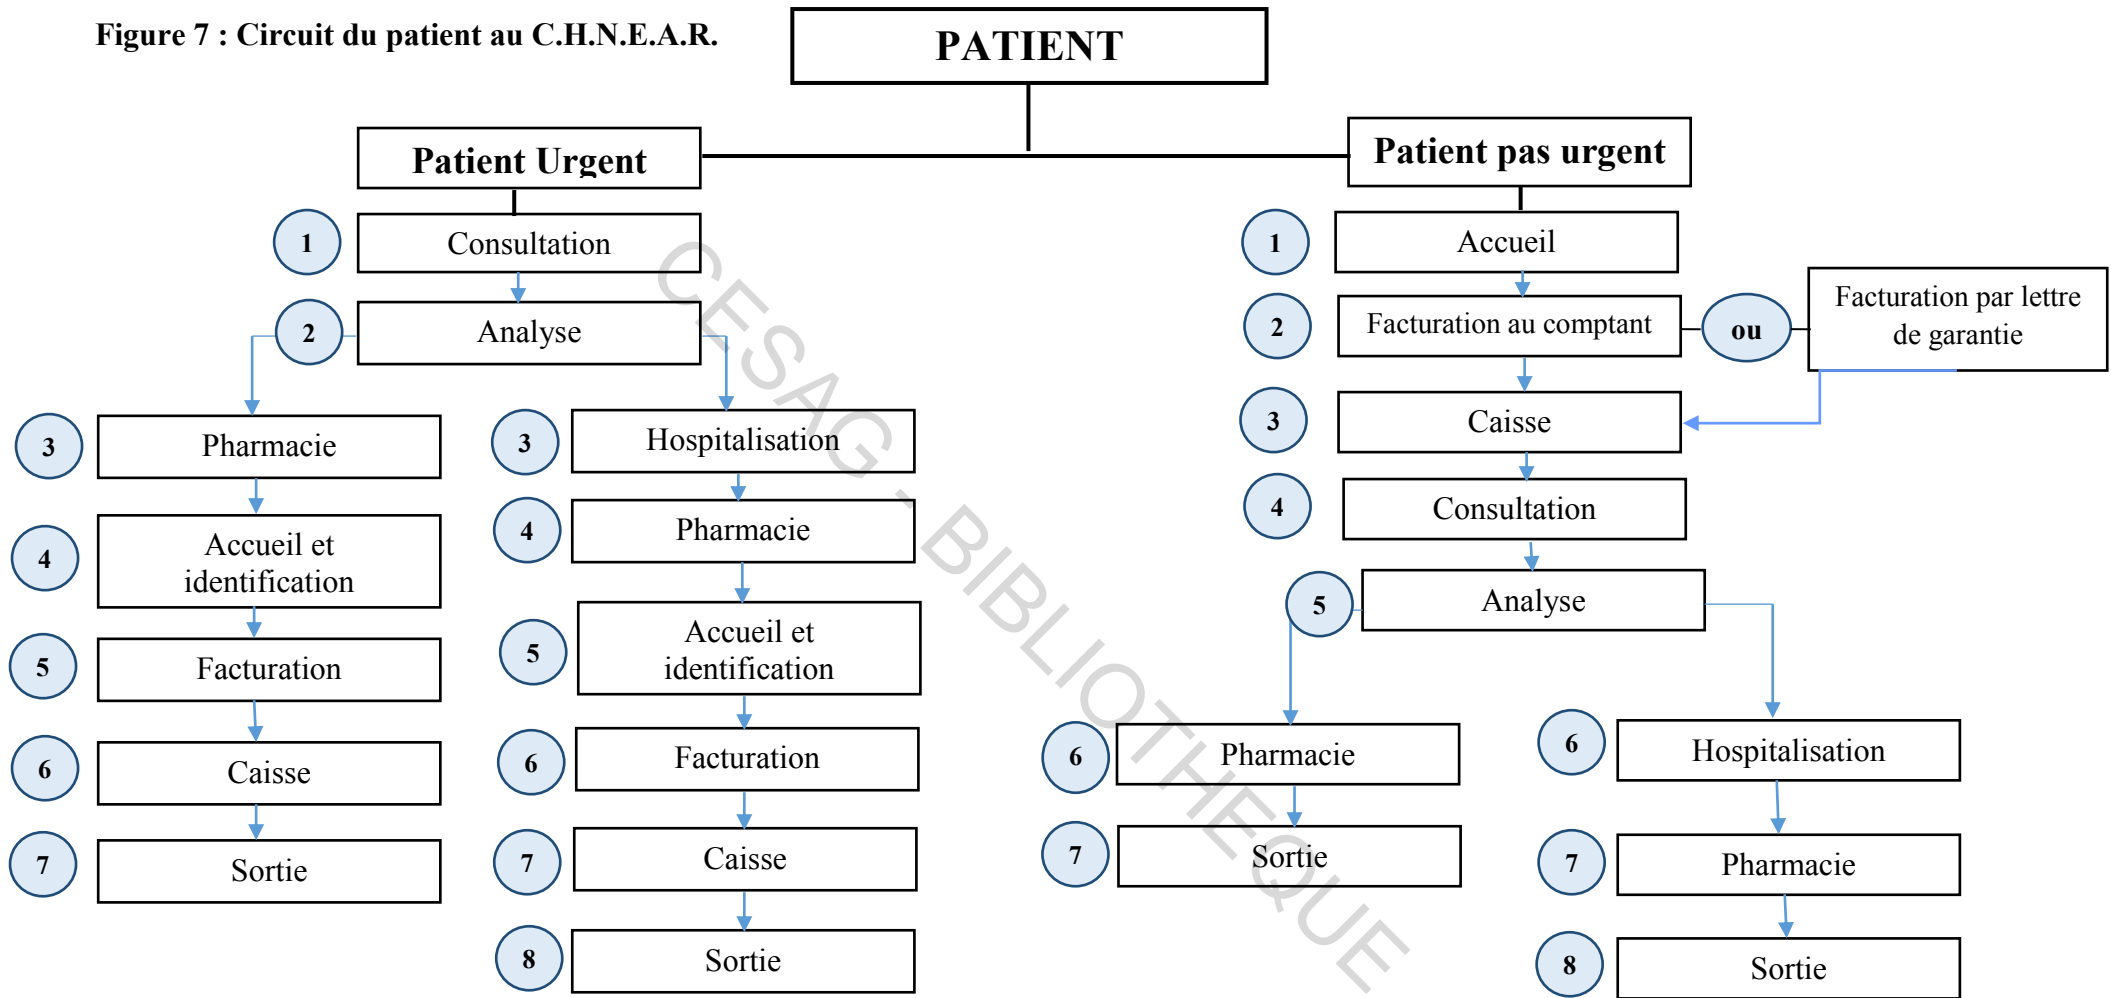 Figure 7 : Circuit du patient au C.H.N.E.A.R.
PATIENT
Patient Urgent
1
Consultation
2
Analyse
3
Pharmacie
4
Accueil et
identification
5
Facturation
6
Caisse
7
Sortie
3
Hospitalisation
4
Pharmacie
5
Accueil et
identification
6
Facturation
7
Caisse
8
Sortie
Patient pas urgent
1
Accueil
2
Facturation au comptant
ou
Facturation par lettre
de garantie
3
Caisse
4
Consultation
5
Analyse
6
Pharmacie
7
Sortie
6
Hospitalisation
7
Pharmacie
8
Sortie
CESAG - BIBLIOTHEQUE